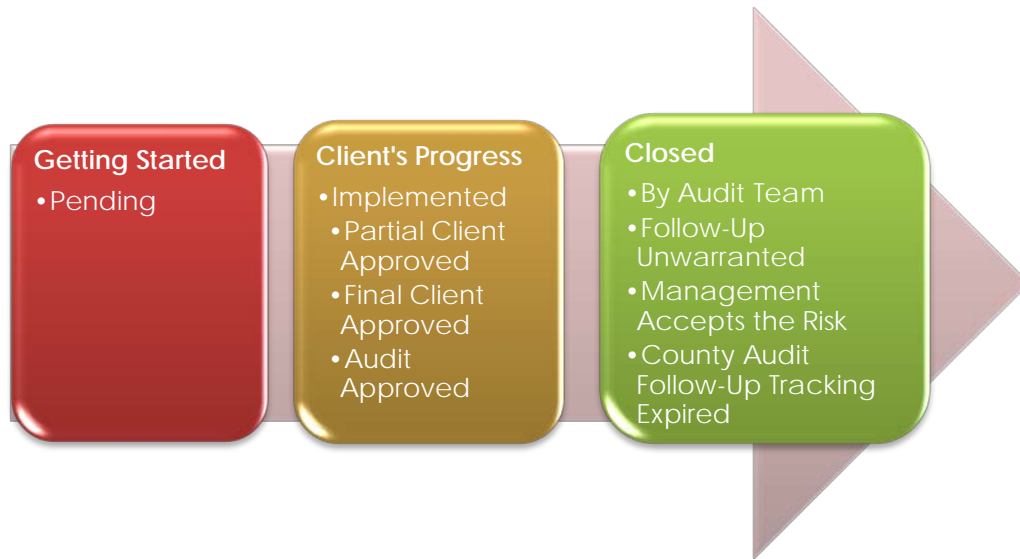 Getting Started
•Pending
Client's Progress
•Implemented
•Partial Client
Approved
•Final Client
Approved
•Audit
Approved
Closed
•By Audit Team
•Follow-Up
Unwarranted
•Management
Accepts the Risk
•County Audit
Follow-Up Tracking
Expired